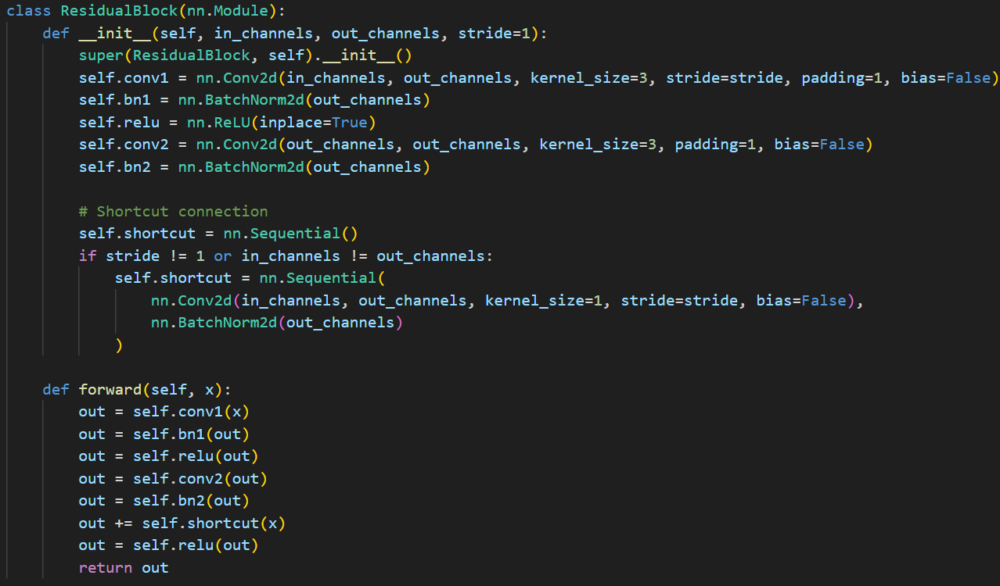 class ResidualBlock(nn.Module):
    def __init__(self, in_channels, out_channels, stride=1):
        super(ResidualBlock, self).__init__()
        self.conv1 = nn.Conv2d(in_channels, out_channels, kernel_size=3, stride=stride, padding=1, bias=False)
        self.bn1 = nn.BatchNorm2d(out_channels)
        self.relu = nn.ReLU(inplace=True)
        self.conv2 = nn.Conv2d(out_channels, out_channels, kernel_size=3, padding=1, bias=False)
        self.bn2 = nn.BatchNorm2d(out_channels)

        # Shortcut connection
        self.shortcut = nn.Sequential()
        if stride != 1 or in_channels != out_channels:
            self.shortcut = nn.Sequential(
                nn.Conv2d(in_channels, out_channels, kernel_size=1, stride=stride, bias=False),
                nn.BatchNorm2d(out_channels)
            )

    def forward(self, x):
        out = self.conv1(x)
        out = self.bn1(out)
        out = self.relu(out)
        out = self.conv2(out)
        out = self.bn2(out)
        out += self.shortcut(x)
        out = self.relu(out)
        return out